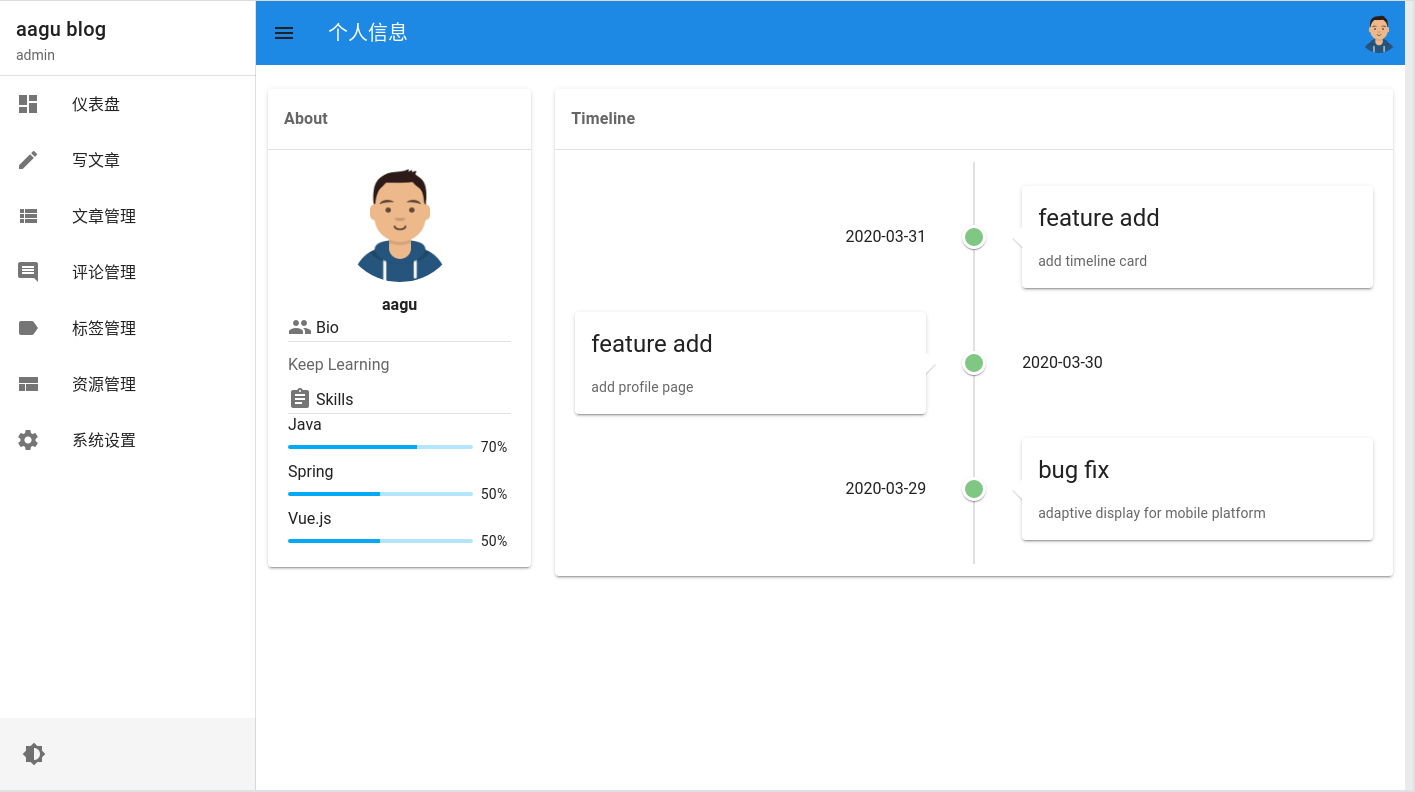 aagu blog
admin
仪表盘
写文章
文章管理
评论管理
标签管理
资源管理
系统设置
个人信息
About
aagu
Bio
Keep Learning
Skills
Java
70%
Spring
50%
Vue.js
50%
Timeline
2020-03-31
feature add
add timeline card
feature add
add profile page
2020-03-30
2020-03-29
bug fix
adaptive display for mobile platform